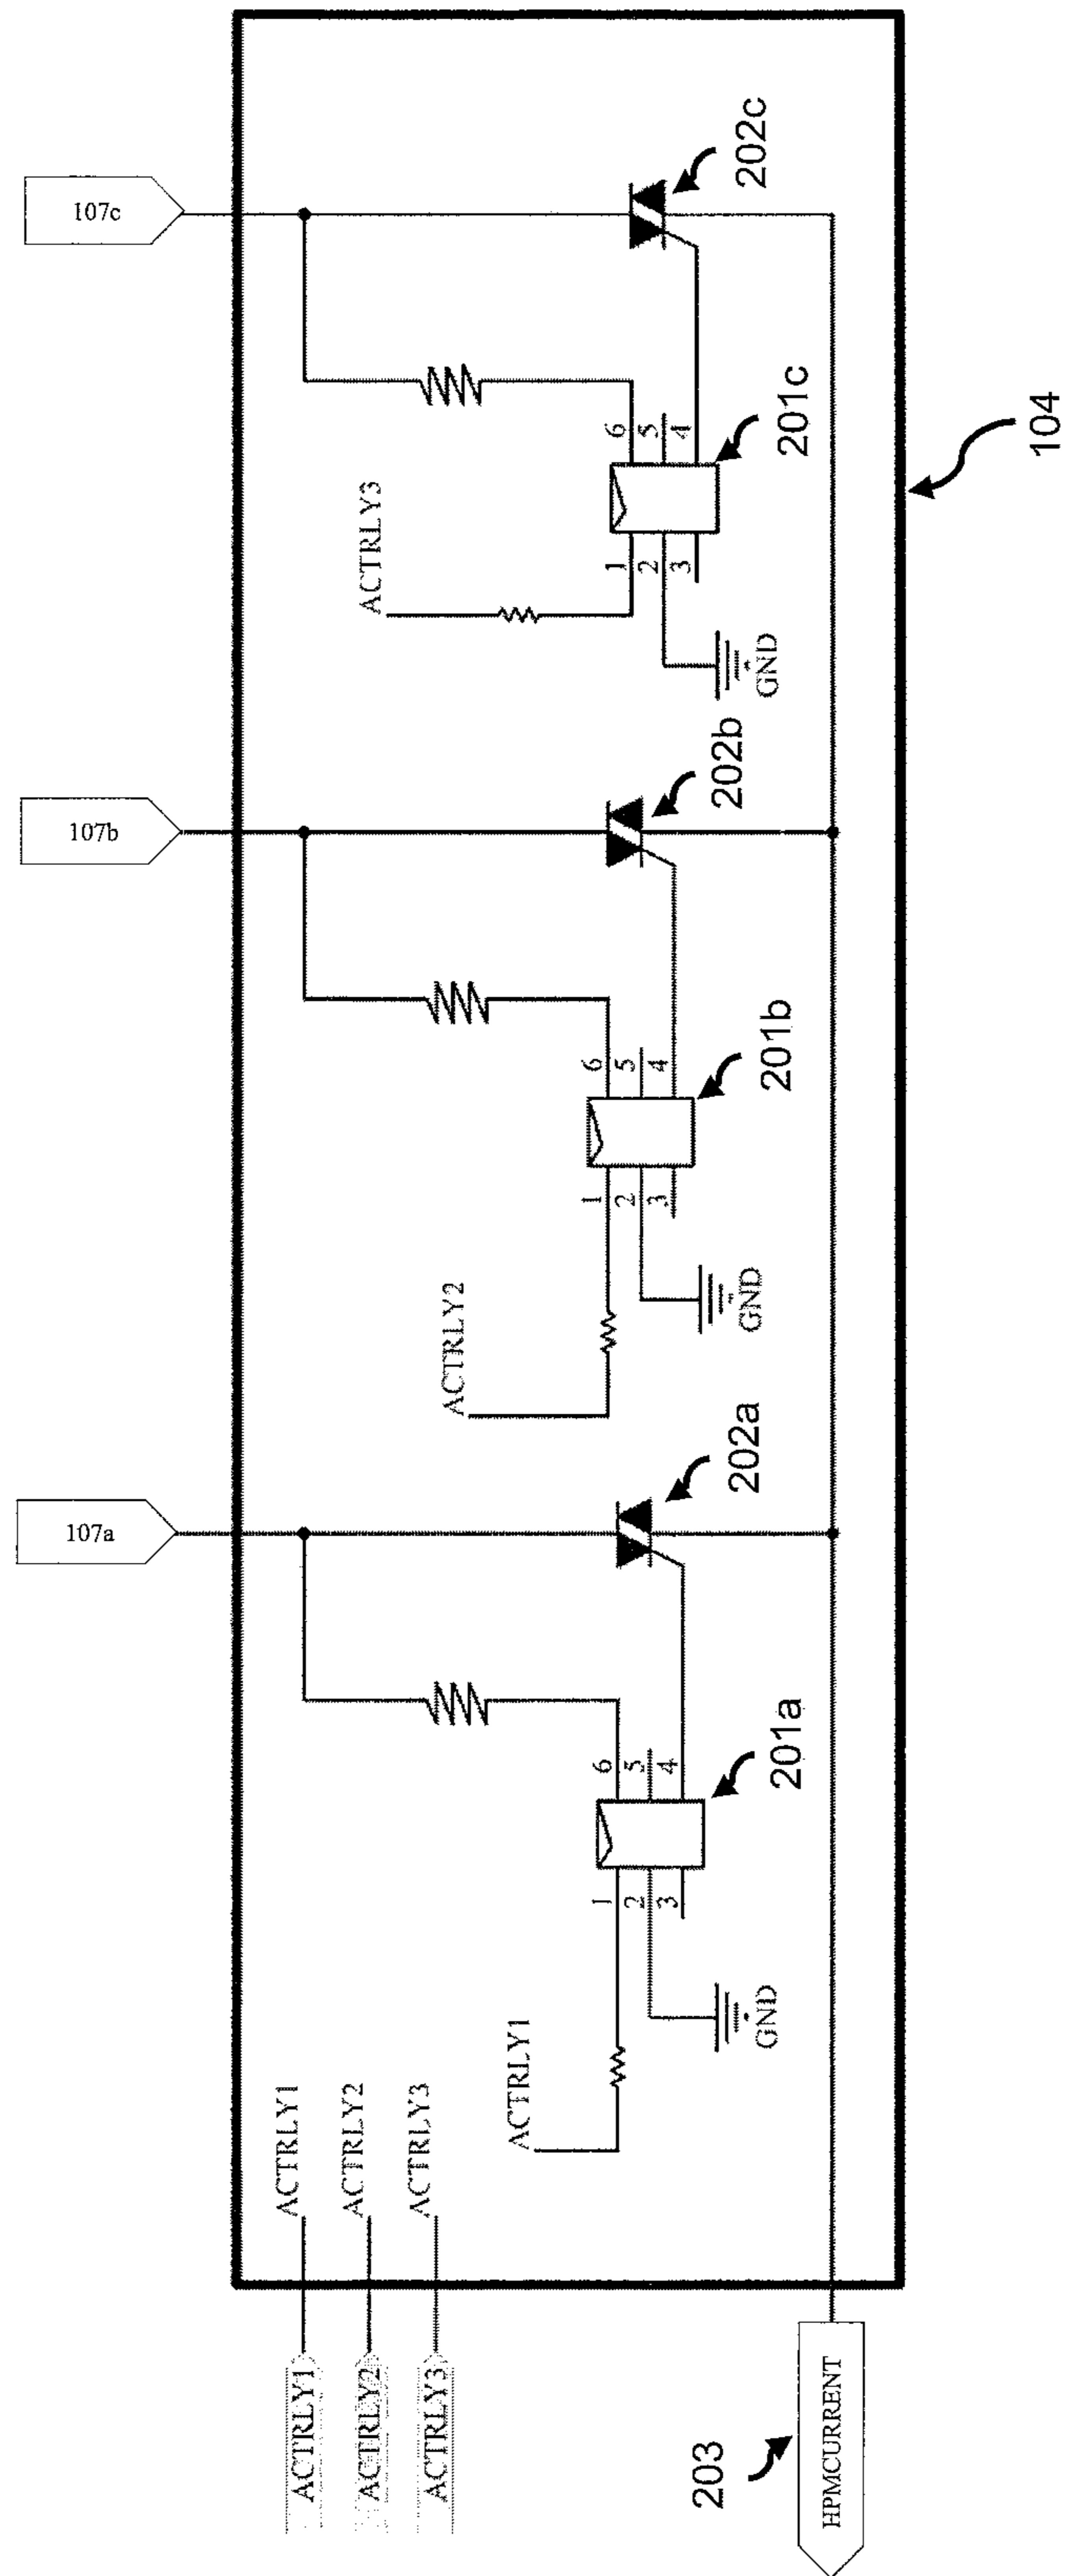 107a
107b
107c
ACTRLY1
ACTRLY1
ACTRLY2
ACTRLY2
ACTRLY3
ACTRLY3
ACTRLY1
1
2
3
6
5
4
GND
201a
202a
ACTRLY2
1
2
3
6
5
4
GND
201b
202b
ACTRLY3
1
2
3
6
5
4
GND
201c
202c
203
HPMCURRENT
104